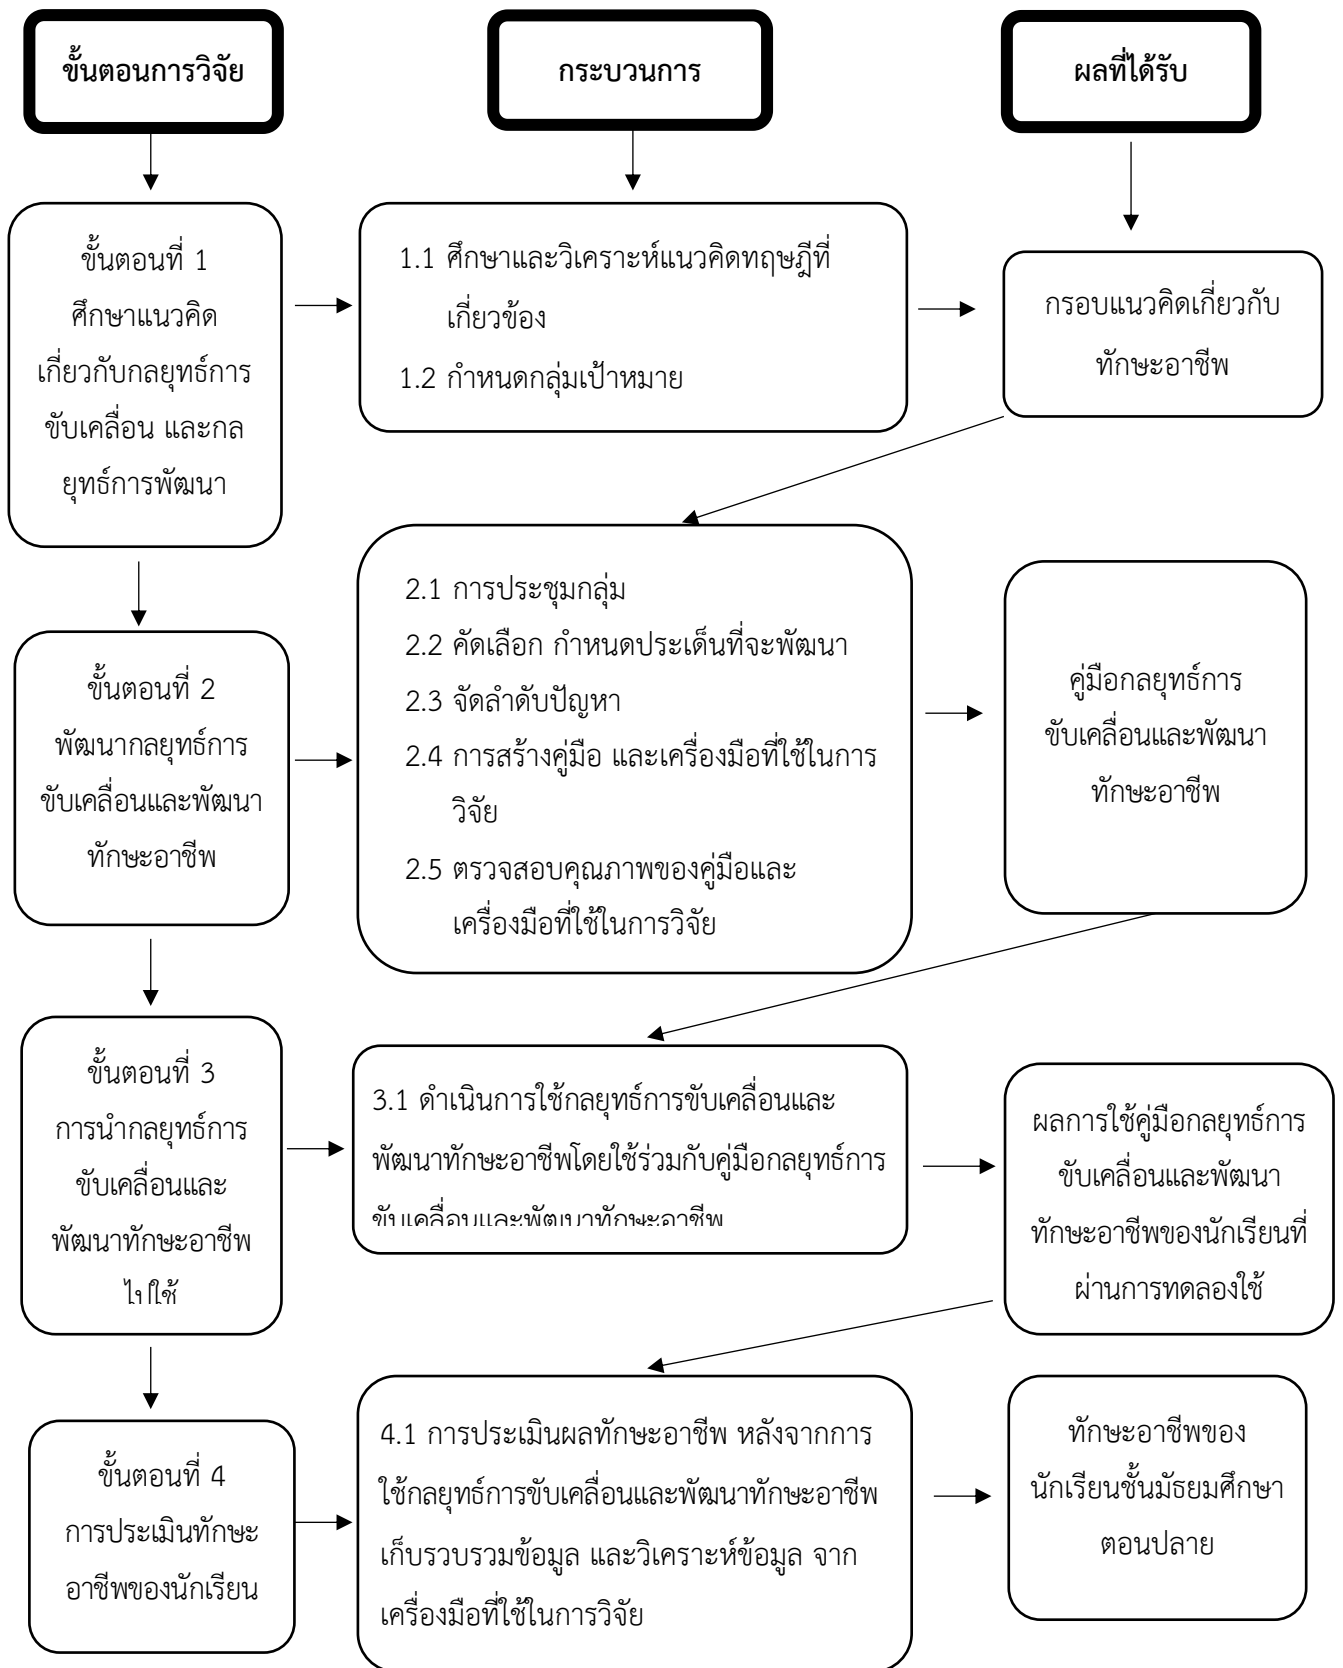 ขั้นตอนการวิจัย
กระบวนการ
ผลที่ได้รับ
ขั้นตอนที่ 1
ศึกษาแนวคิด
เกี่ยวกับกลยุทธ์การ
ขับเคลื่อน และกล
ยุทธ์การพัฒนา
1.1 ศึกษาและวิเคราะห์แนวคิดทฤษฎีที่
เกี่ยวข้อง
1.2 กำหนดกลุ่มเป้าหมาย
กรอบแนวคิดเกี่ยวกับ
ทักษะอาชีพ
ขั้นตอนที่ 2
พัฒนากลยุทธ์การ
ขับเคลื่อนและพัฒนา
ทักษะอาชีพ
2.1 การประชุมกลุ่ม
2.2 คัดเลือก กำหนดประเด็นที่จะพัฒนา
2.3 จัดลำดับปัญหา
2.4 การสร้างคู่มือ และเครื่องมือที่ใช้ในการ
วิจัย
2.5 ตรวจสอบคุณภาพของคู่มือและ
เครื่องมือที่ใช้ในการวิจัย
คู่มือกลยุทธ์การ
ขับเคลื่อนและพัฒนา
ทักษะอาชีพ
ขั้นตอนที่ 3
การนำกลยุทธ์การ
ขับเคลื่อนและ
พัฒนาทักษะอาชีพ
ไปใช้
3.1 ดำเนินการใช้กลยุทธ์การขับเคลื่อนและ
พัฒนาทักษะอาชีพโดยใช้ร่วมกับคู่มือกลยุทธ์การ
ขับเคลื่อนและพัฒนาทักษะอาชีพ
ผลการใช้คู่มือกลยุทธ์การ
ขับเคลื่อนและพัฒนา
ทักษะอาชีพของนักเรียนที่
ผ่านการทดลองใช้
ขั้นตอนที่ 4
การประเมินทักษะ
อาชีพของนักเรียน
4.1 การประเมินผลทักษะอาชีพ หลังจากการ
ใช้กลยุทธ์การขับเคลื่อนและพัฒนาทักษะอาชีพ
เก็บรวบรวมข้อมูล และวิเคราะห์ข้อมูล จาก
เครื่องมือที่ใช้ในการวิจัย
ทักษะอาชีพของ
นักเรียนชั้นมัธยมศึกษา
ตอนปลาย